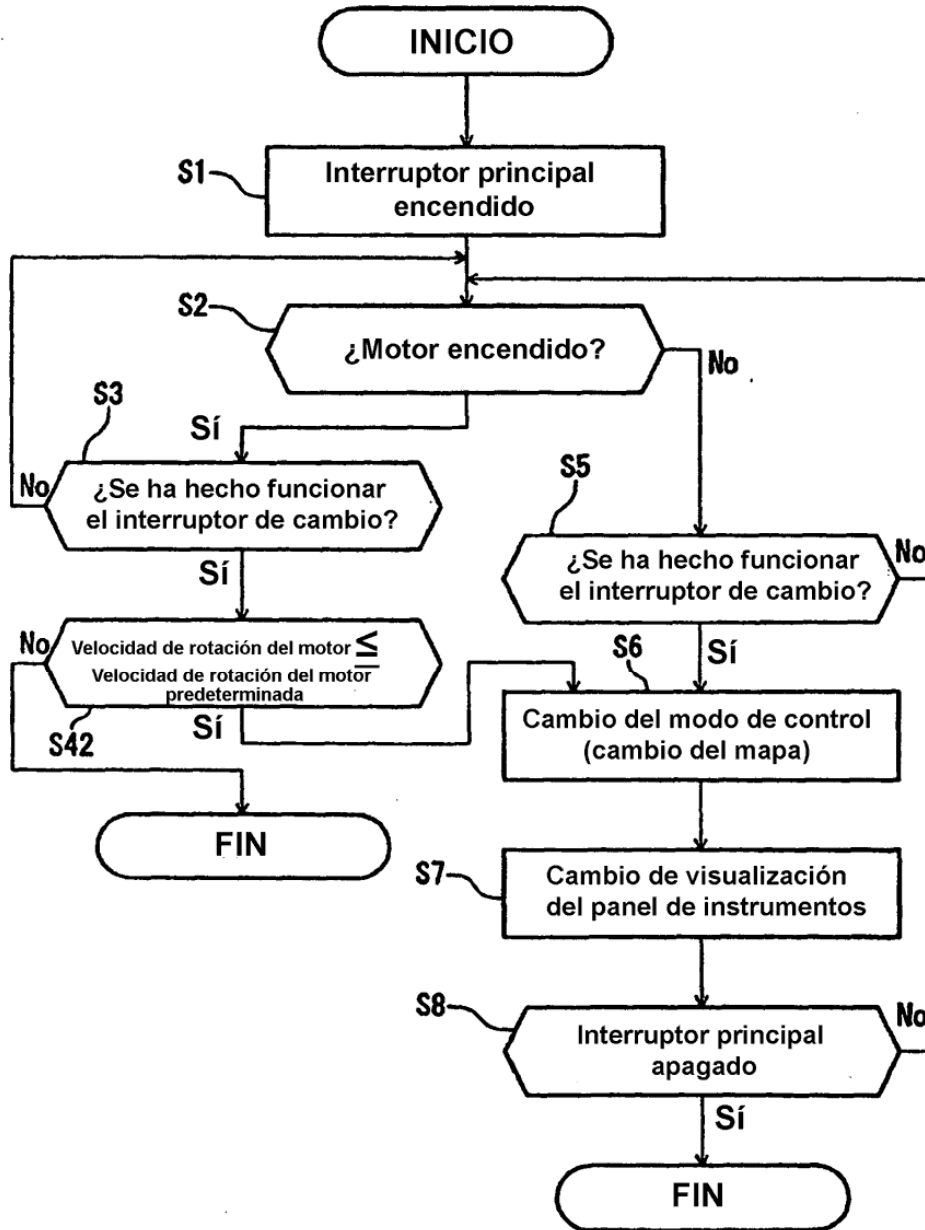 INICIO
S1
Interruptor principal
encendido
S2
¿Motor encendido?
No
Sí
S3
No
¿Se ha hecho funcionar
el interruptor de cambio?
Sí
S5
¿Se ha hecho funcionar
el interruptor de cambio?
No
Sí
No
Velocidad de rotación del motor ≦
Velocidad de rotación del motor
predeterminada
S42
Sí
FIN
S6
Cambio del modo de control
(cambio del mapa)
S7
Cambio de visualización
del panel de instrumentos
S8
Interruptor principal
apagado
No
Sí
FIN